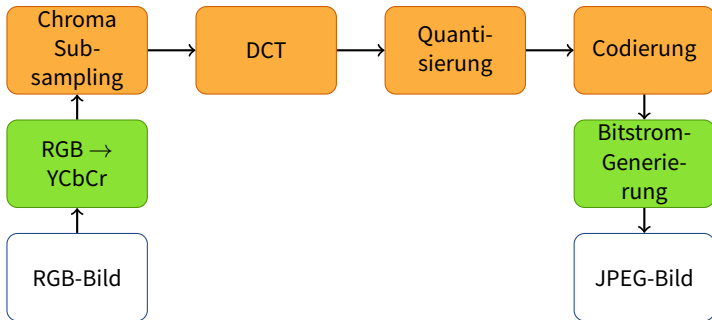 Chroma
Sub-
sampling
DCT
Quanti-
sierung
Codierung
RGB →
YCbCr
Bitstrom-
Generie-
rung
RGB-Bild
JPEG-Bild